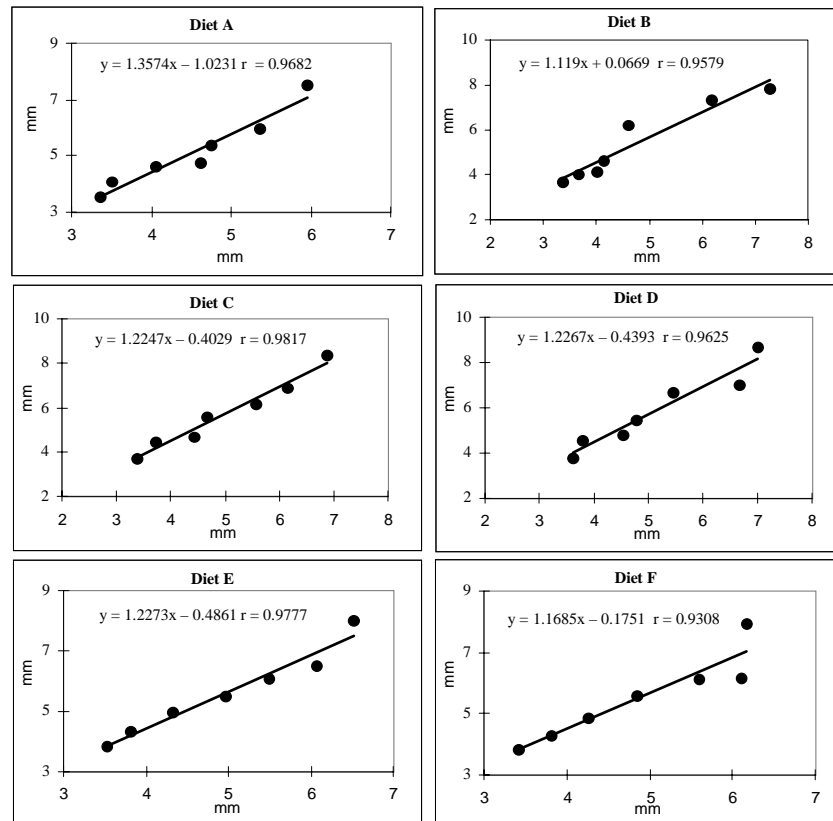 Diet A
y = 1.3574x – 1.0231 r = 0.9682
mm
9
7
5
3
3 4 5 6 7
mm
Diet B
y = 1.119x + 0.0669 r = 0.9579
mm
10
8
6
4
2
2 3 4 5 6 7 8
mm
Diet C
y = 1.2247x – 0.4029 r = 0.9817
mm
10
8
6
4
2
2 3 4 5 6 7 8
mm
Diet D
y = 1.2267x – 0.4393 r = 0.9625
mm
10
8
6
4
2
2 3 4 5 6 7 8
mm
Diet E
y = 1.2273x – 0.4861 r = 0.9777
mm
9
7
5
3
3 4 5 6 7
mm
Diet F
y = 1.1685x – 0.1751 r = 0.9308
mm
9
7
5
3
3 4 5 6 7
mm